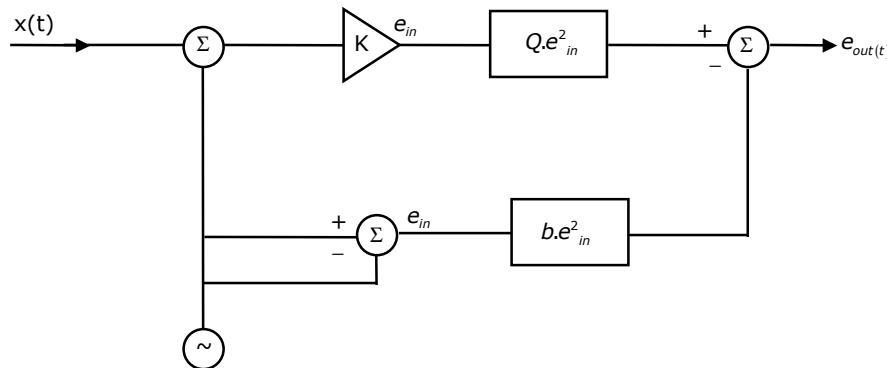 x(t)
Σ
K
e_in
Q.e²_in
+
−
Σ
e_out(t)
+
−
Σ
e_in
b.e²_in
~